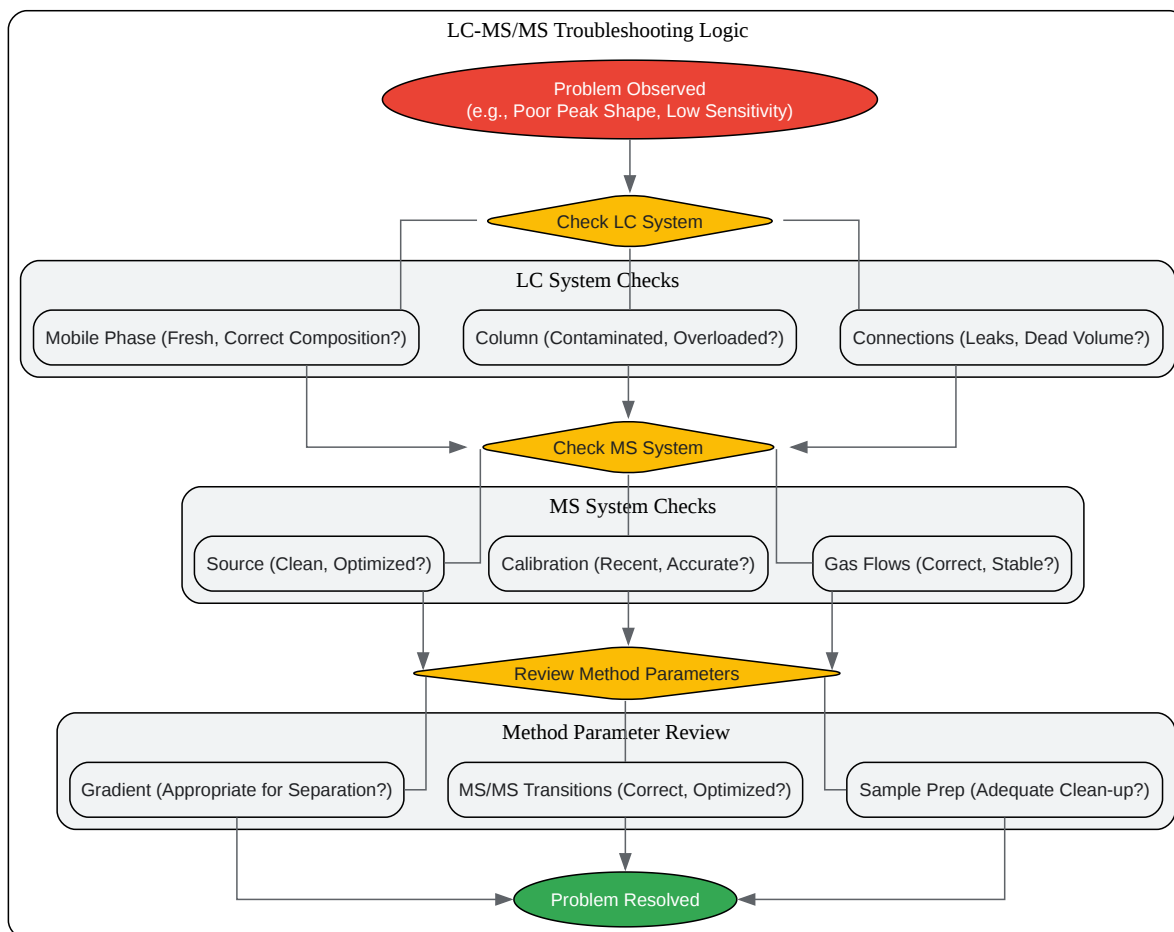 LC-MS/MS Troubleshooting Logic
Problem Observed
(e.g., Poor Peak Shape, Low Sensitivity)
Check LC System
LC System Checks
Mobile Phase (Fresh, Correct Composition?)
Column (Contaminated, Overloaded?)
Connections (Leaks, Dead Volume?)
Check MS System
MS System Checks
Source (Clean, Optimized?)
Calibration (Recent, Accurate?)
Gas Flows (Correct, Stable?)
Review Method Parameters
Method Parameter Review
Gradient (Appropriate for Separation?)
MS/MS Transitions (Correct, Optimized?)
Sample Prep (Adequate Clean-up?)
Problem Resolved